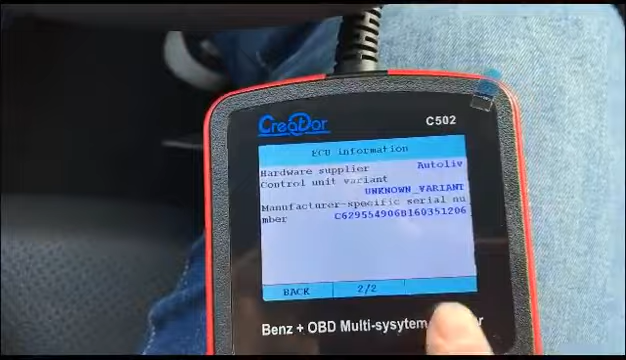 CreaDor
C502
ECU information
Hardware supplier Autoliv
Control unit variant
UNKNOWN_VARIANT
Manufacturer-specific serial nu
mber C629554906B160351206
BACK 2/2
Benz + OBD Multi-sysytem